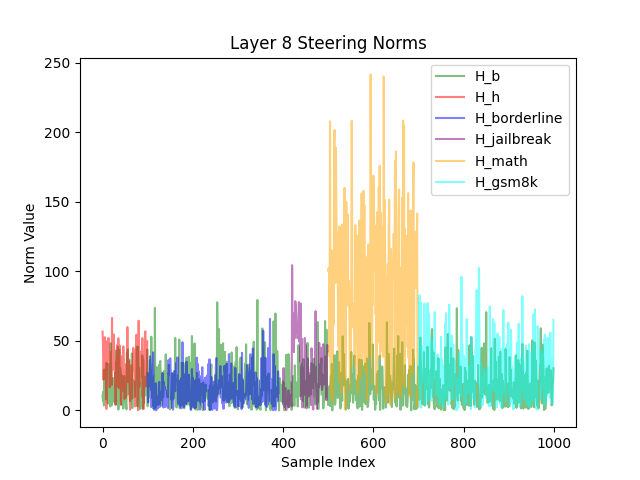 Layer 8 Steering Norms
250
200
150
100
50
0
Norm Value
0
200
400
600
800
1000
Sample Index
H_b
H_h
H_borderline
H_jailbreak
H_math
H_gsm8k